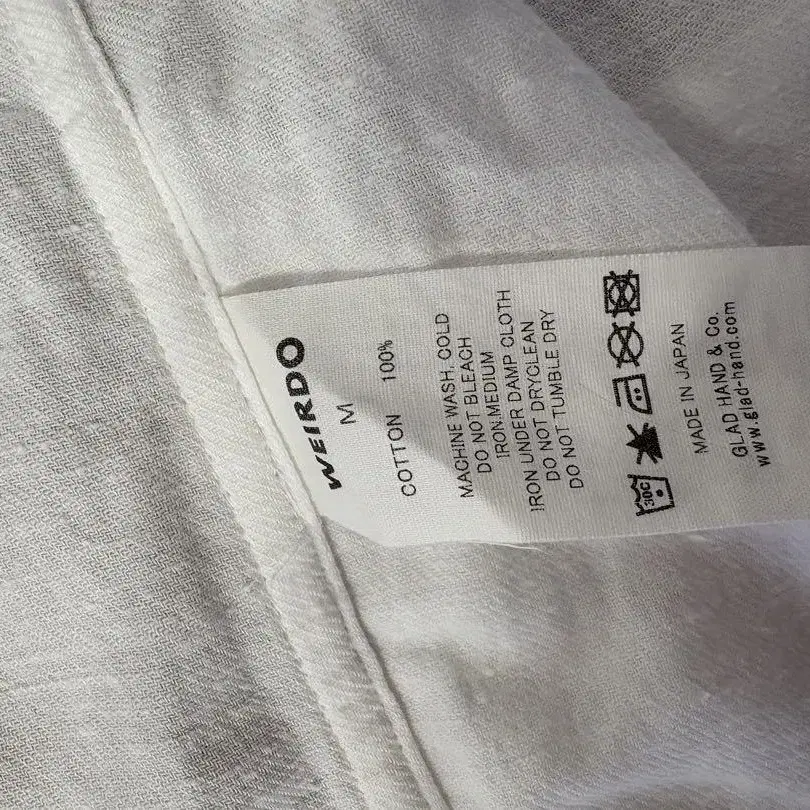 WEIRDO
M
COTTON 100%
MACHINE WASH, COLD
DO NOT BLEACH
IRON.MEDIUM
IRON UNDER DAMP CLOTH
DO NOT DRYCLEAN
DO NOT TUMBLE DRY
30C
MADE IN JAPAN
GLAD HAND & Co.
www.glad-hand.com